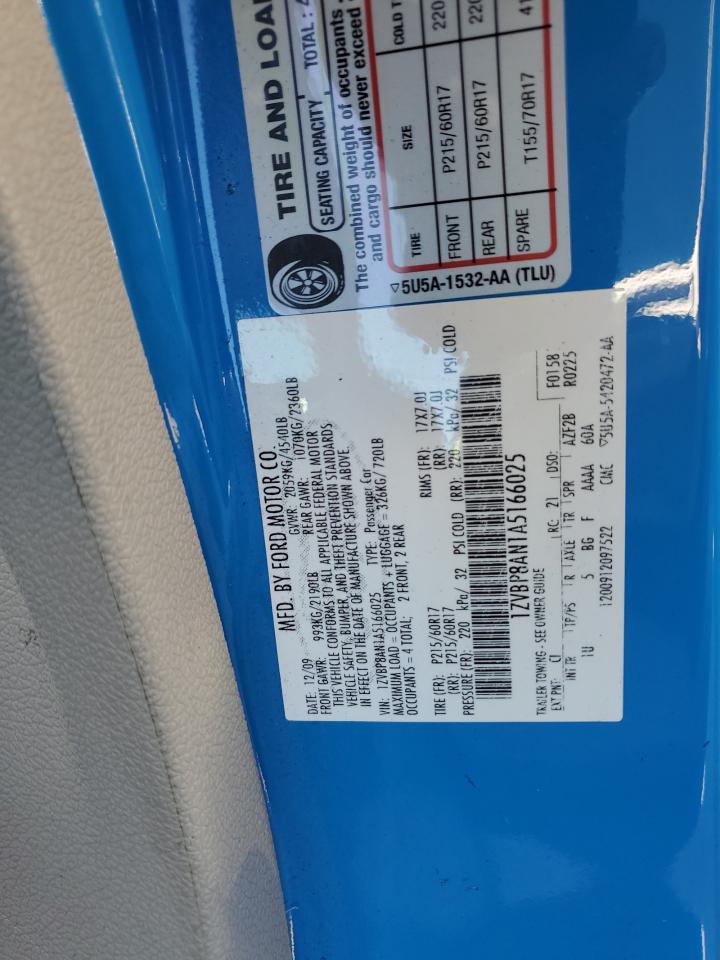 MFD. BY FORD MOTOR CO.
DATE: 12/09 GVWR: 2059KG/4540LB
FRONT GAWR: 993KG/2190LB REAR GAWR: 1070KG/2360LB
THIS VEHICLE CONFORMS TO ALL APPLICABLE FEDERAL MOTOR
VEHICLE SAFETY, BUMPER, AND THEFT PREVENTION STANDARDS
IN EFFECT ON THE DATE OF MANUFACTURE SHOWN ABOVE.
VIN: 1ZVBP8AN1A5166025 TYPE: Passenger Car
MAXIMUM LOAD = OCCUPANTS + LUGGAGE = 326KG/ 720LB
OCCUPANTS = 4 TOTAL; 2 FRONT, 2 REAR
TIRE (FR): P215/60R17 RIMS (FR): 17X7.0J
(RR): P215/60R17 (RR): 17X7.0J
PRESSURE (FR): 220 kPa/ 32 PSI COLD (RR): 220 kPa/ 32 PSI COLD
1ZVBP8AN1A5166025
TRAILER TOWING - SEE OWNER GUIDE
F0158
R0225
EXT PNT: CI RC: 21 DSO:
INT TR TP/PS R AXLE TR SPR AZF2B
1U 5 BG F AAAA 60A
1200912097522 CMC ▽5U5A-5420472-AA
TIRE AND LOA
SEATING CAPACITY TOTAL :
The combined weight of occupants
and cargo should never exceed
TIRE SIZE COLD T
FRONT P215/60R17 220
REAR P215/60R17 220
SPARE T155/70R17 41
▽5U5A-1532-AA (TLU)